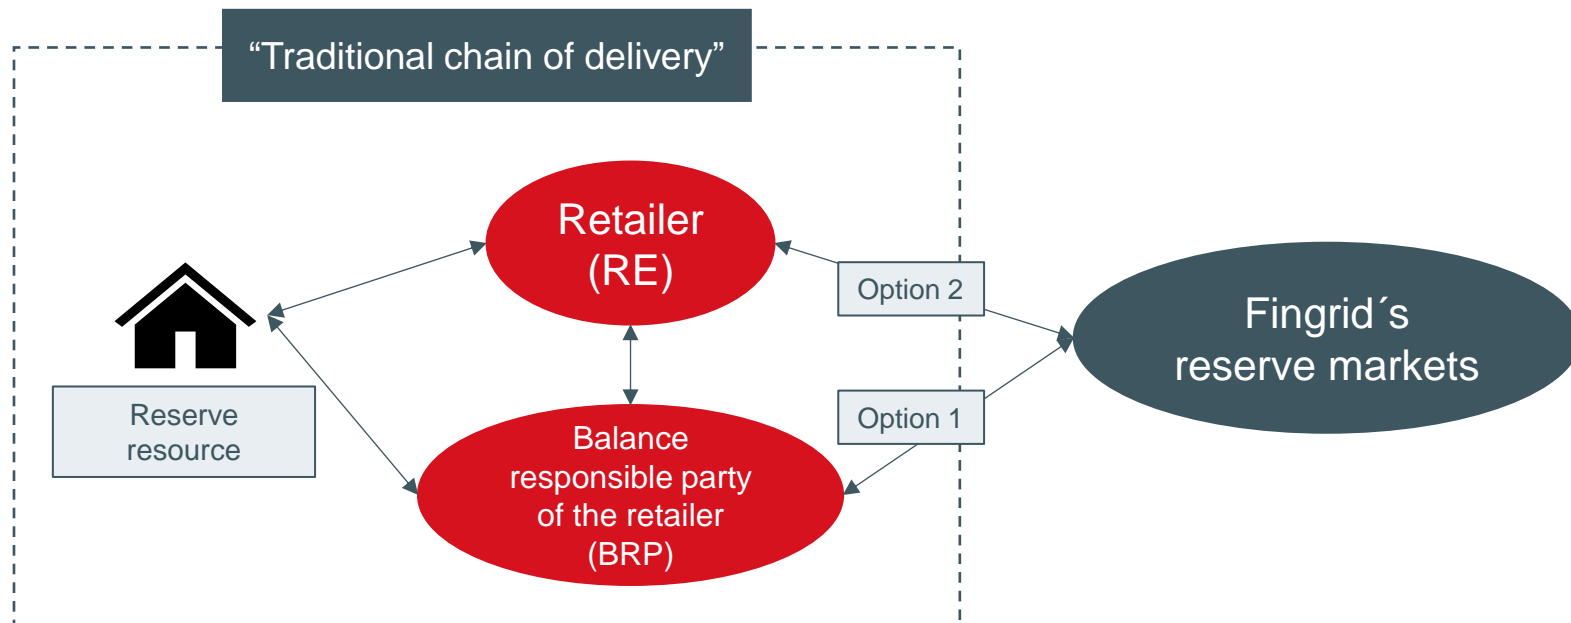 “Traditional chain of delivery”
Retailer
(RE)
Option 2
Fingrid´s
reserve markets
Reserve
resource
Option 1
Balance
responsible party
of the retailer
(BRP)